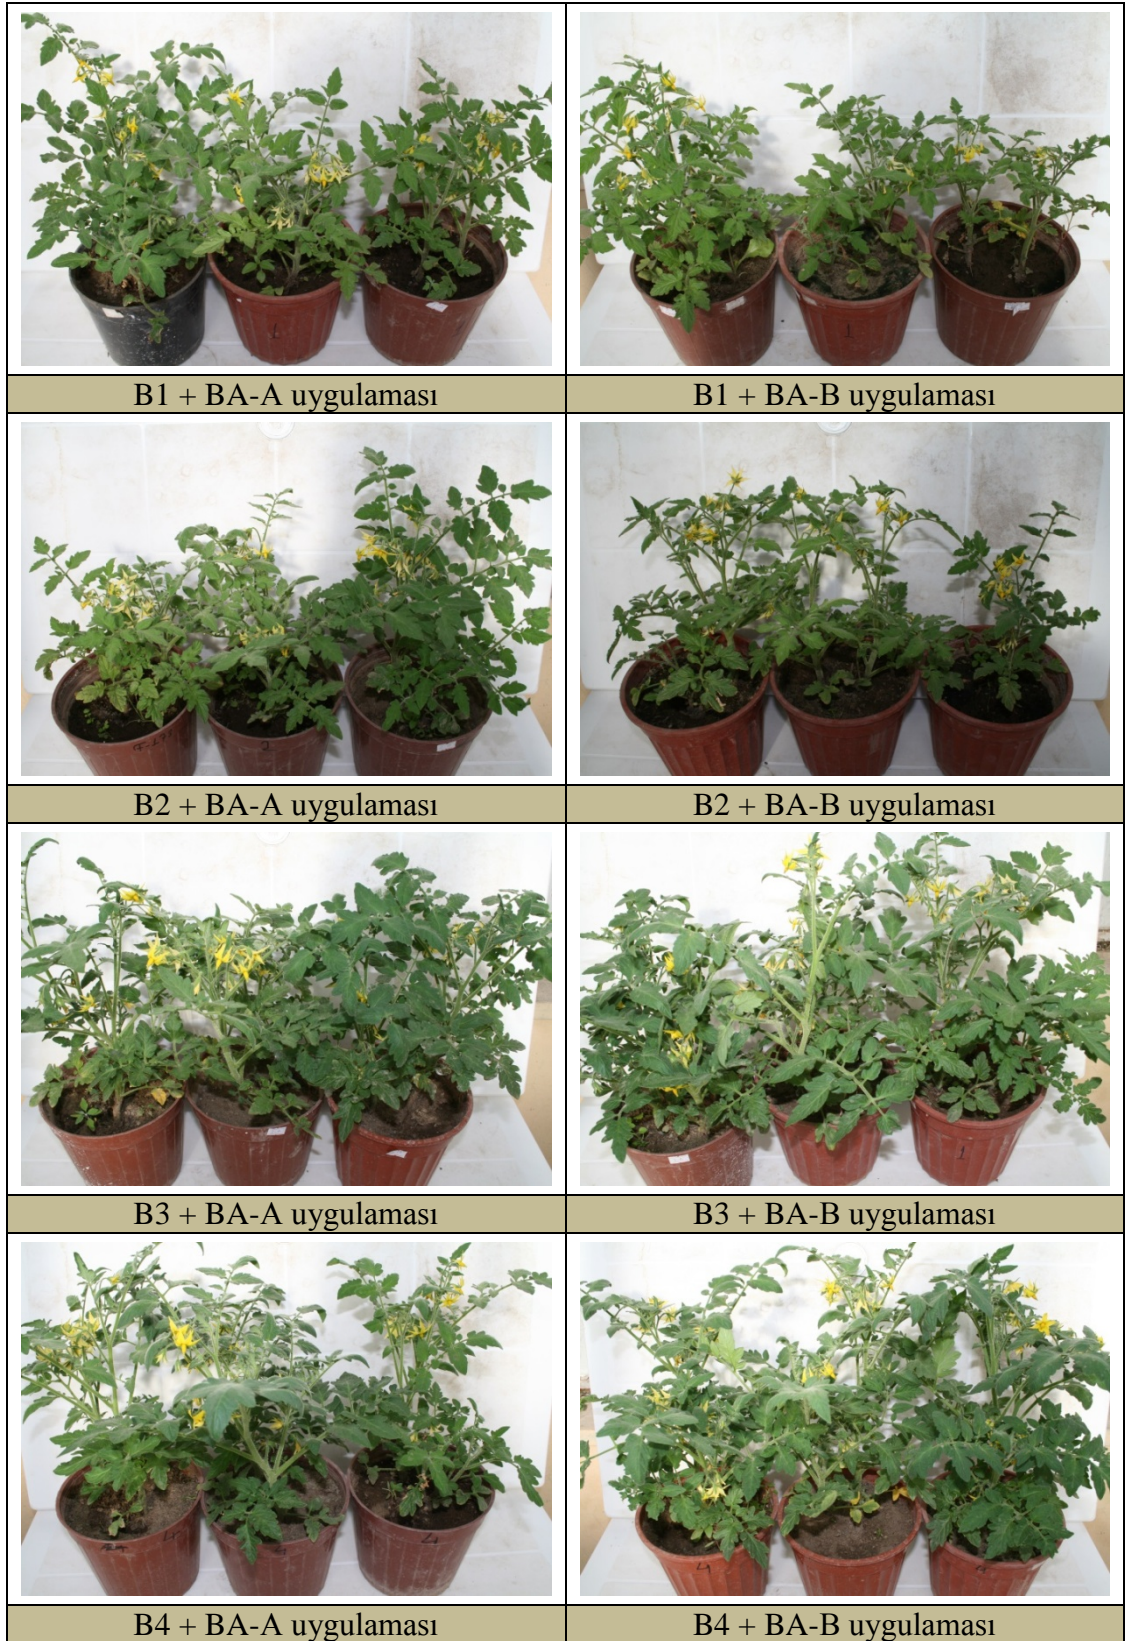 B1 + BA-A uygulaması
B1 + BA-B uygulaması
B2 + BA-A uygulaması
B2 + BA-B uygulaması
B3 + BA-A uygulaması
B3 + BA-B uygulaması
B4 + BA-A uygulaması
B4 + BA-B uygulaması